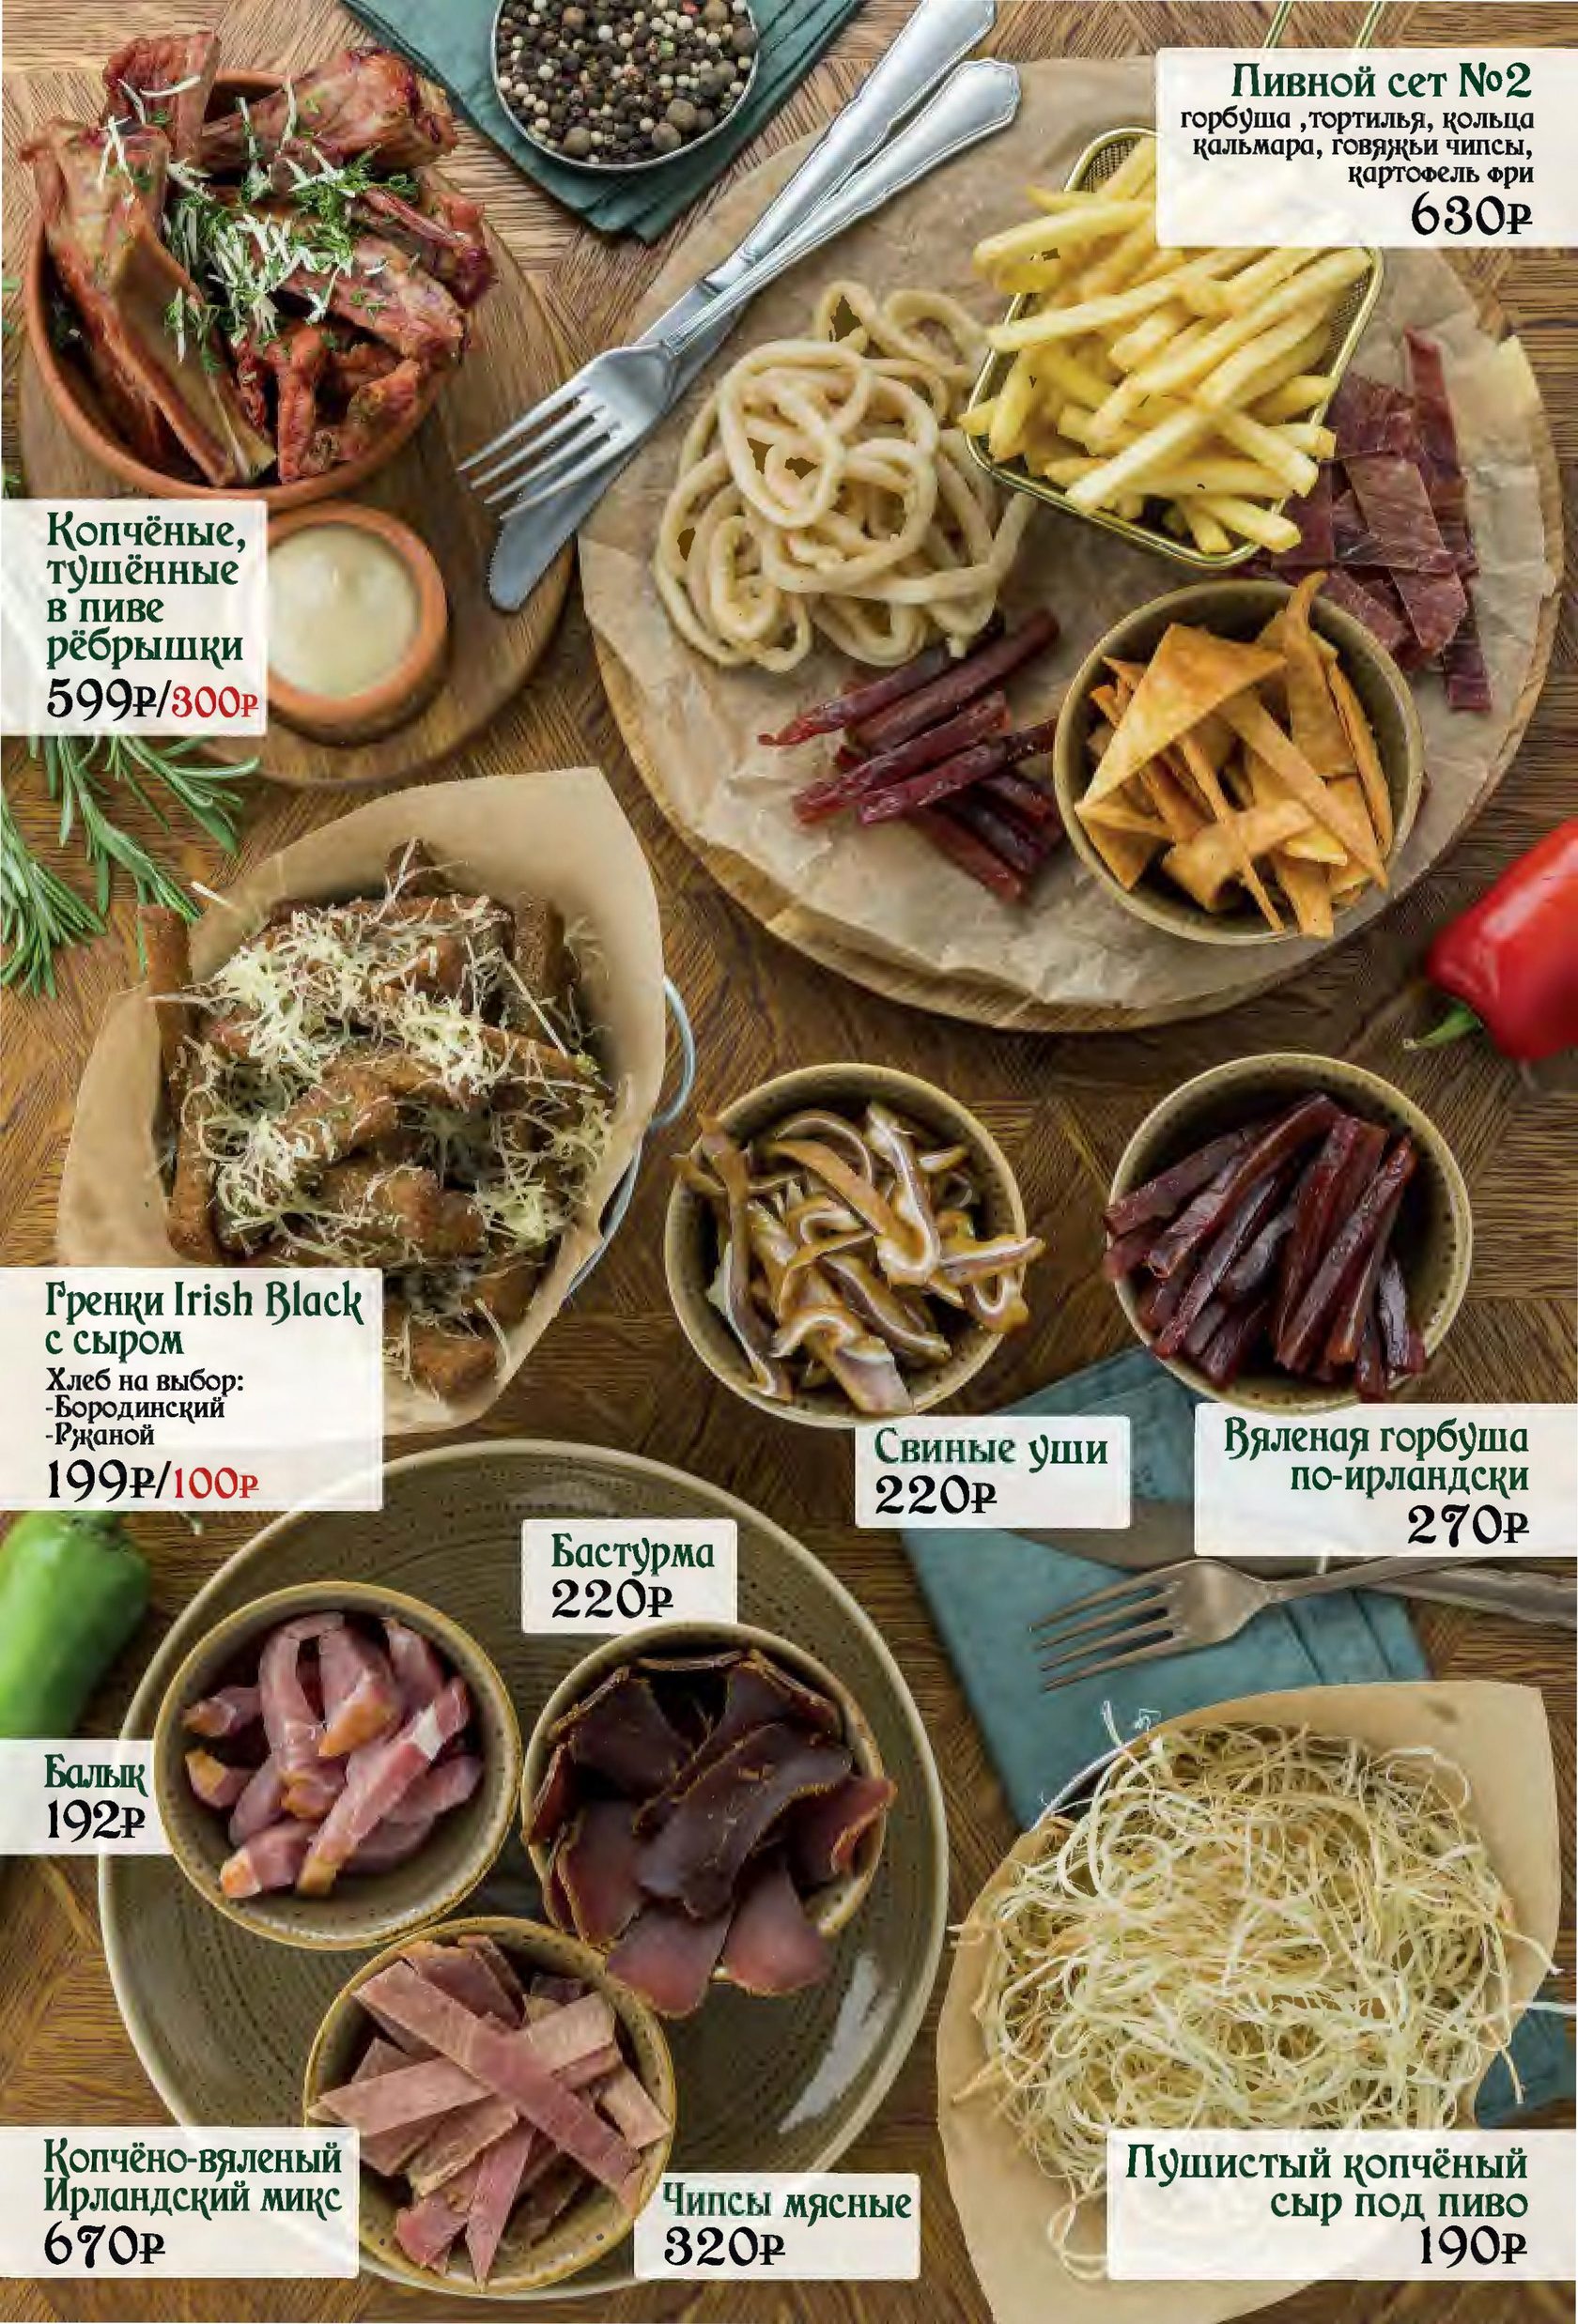 Пивной сет №2
горбуша ,тортилья, кольца
кальмара, говяжьи чипсы,
картофель фри
630₽
Копчёные,
тушённые
в пиве
рёбрышки
599₽/300₽
Гренки Irish Black
с сыром
Хлеб на выбор:
-Бородинский
-Ржаной
199₽/100₽
Свиные уши
220₽
Вяленая горбуша
по-ирландски
270₽
Бастурма
220₽
Балык
192₽
Копчёно-вяленый
Ирландский микс
670₽
Чипсы мясные
320₽
Пушистый копчёный
сыр под пиво
190₽